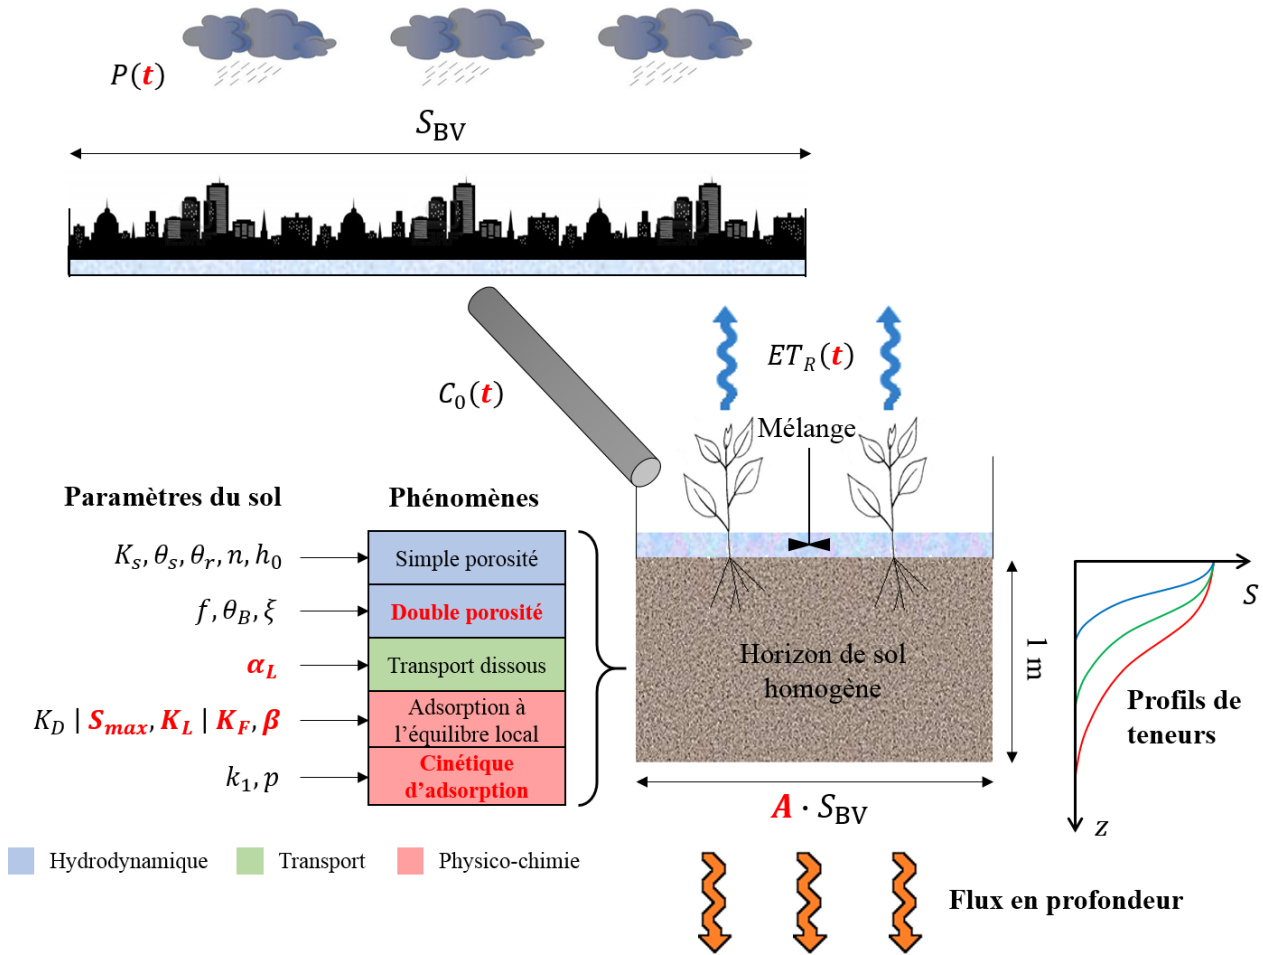 P(t)
S_BV
ET_R(t)
C_0(t)
Mélange
Paramètres du sol
Phénomènes
K_s, θ_s, θ_r, n, h_0
Simple porosité
f, θ_B, ξ
Double porosité
α_L
Transport dissous
K_D | S_max, K_L | K_F, β
Adsorption à
l’équilibre local
k_1, p
Cinétique
d’adsorption
Horizon de sol
homogène
1 m
A · S_BV
S
Profils de
teneurs
z
Hydrodynamique
Transport
Physico-chimie
Flux en profondeur